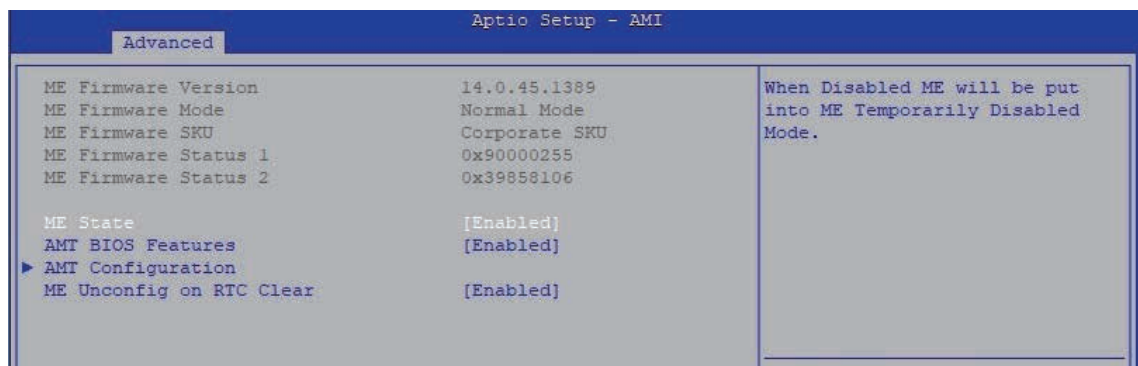 Aptio Setup - AMI
Advanced
ME Firmware Version 14.0.45.1389
ME Firmware Mode Normal Mode
ME Firmware SKU Corporate SKU
ME Firmware Status 1 0x90000255
ME Firmware Status 2 0x39858106
ME State [Enabled]
AMT BIOS Features [Enabled]
► AMT Configuration
ME Unconfig on RTC Clear [Enabled]
When Disabled ME will be put
into ME Temporarily Disabled
Mode.